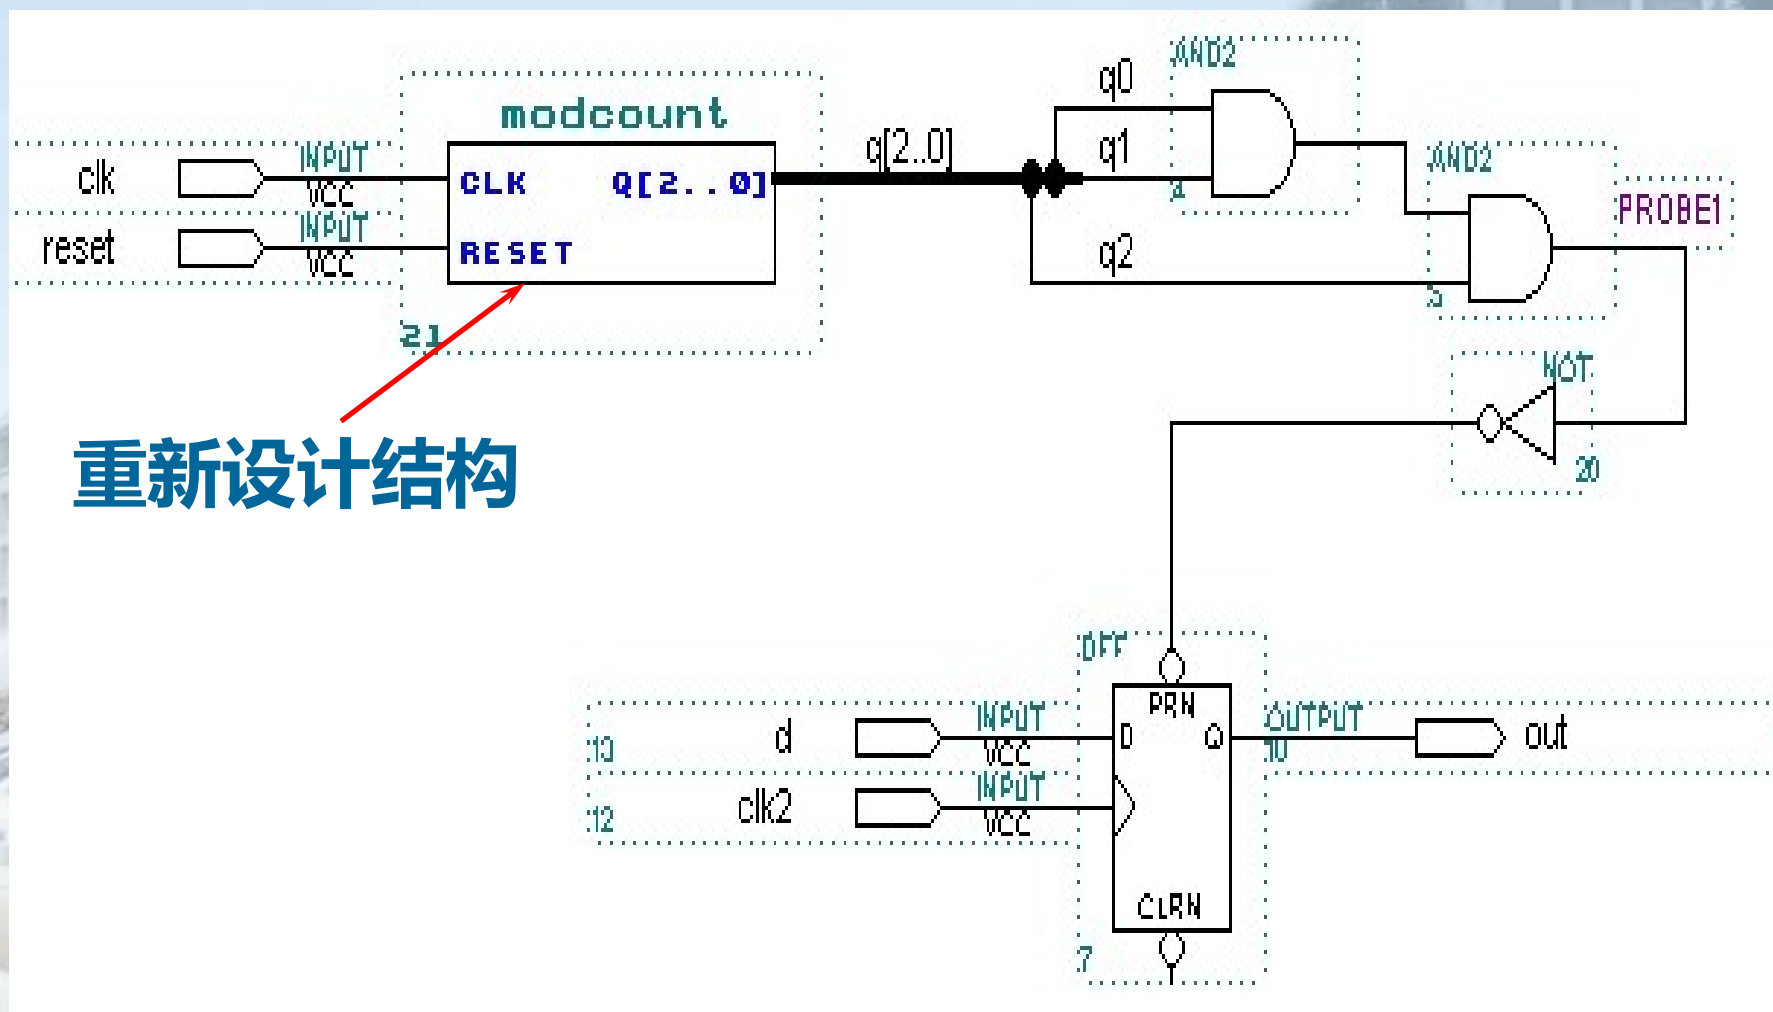 AND2
q0
modcount
q[2..0]
q1
AND2
clk
INPUT
VCC
CLK
Q[2..0]
PROBE1
reset
INPUT
VCC
RESET
q2
21
NOT
重新设计结构
20
DFF
PRN
d
INPUT
VCC
D
Q
OUTPUT
out
13
10
clk2
INPUT
VCC
12
CLRN
7